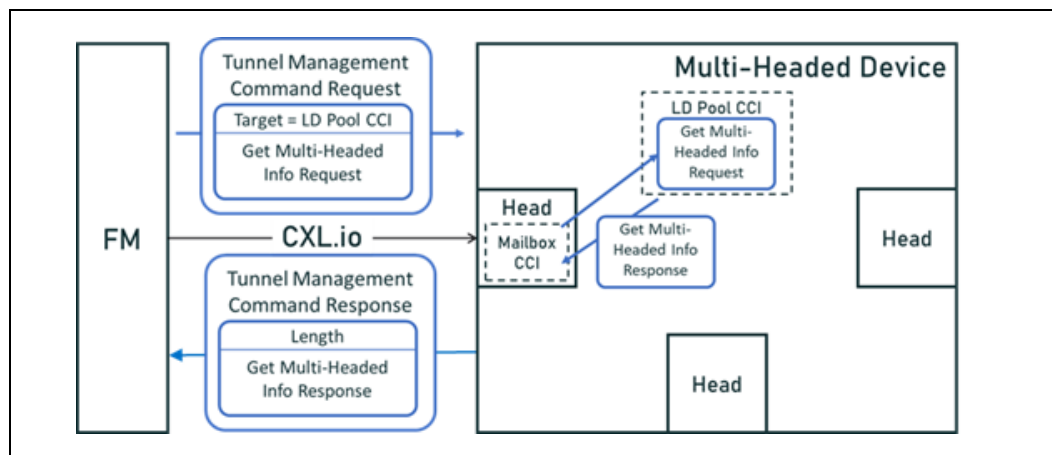 Tunnel Management
Command Request
Target = LD Pool CCI
Get Multi-Headed
Info Request
Multi-Headed Device
LD Pool CCI
Get Multi-
Headed Info
Request
FM
CXL.io
Head
Mailbox
CCI
Get Multi-
Headed Info
Response
Head
Tunnel Management
Command Response
Length
Get Multi-Headed
Info Response
Head